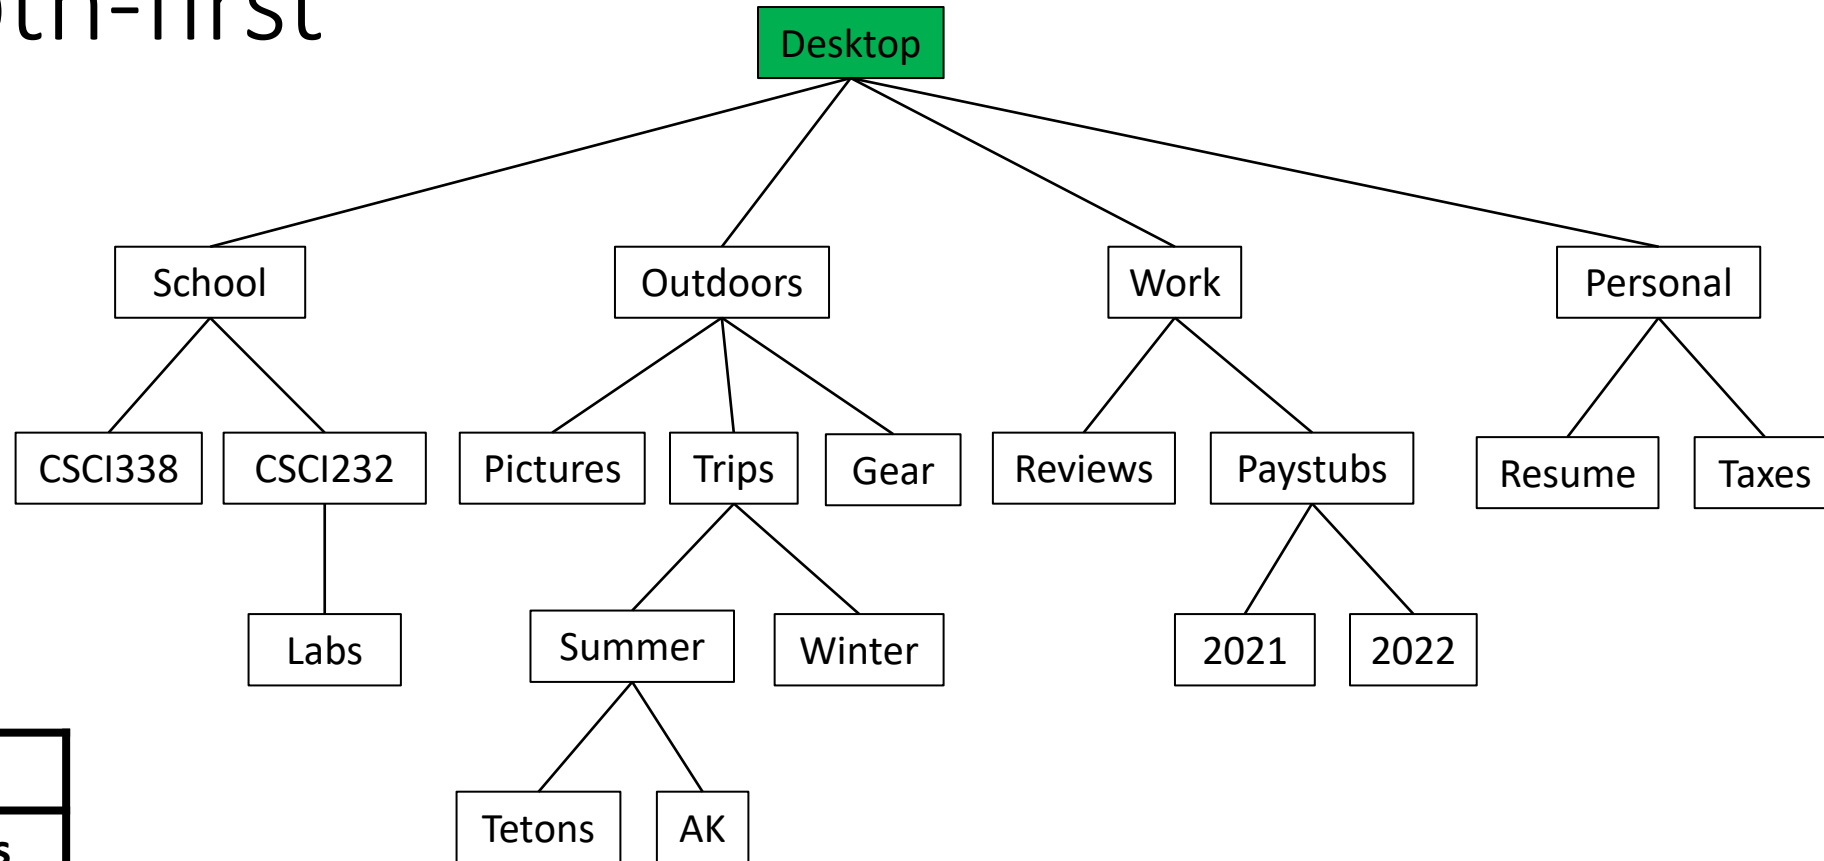 Desktop
School Outdoors Work Personal
CSCI338 CSCI232 Pictures Trips Gear Reviews Paystubs Resume Taxes
Labs Summer Winter 2021 2022
Tetons AK